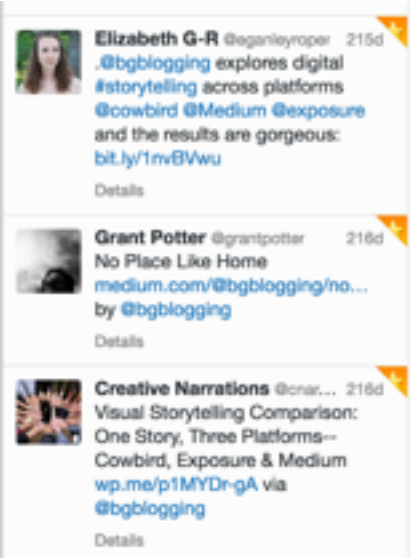 Elizabeth G-R @eganleyroper 215d
.@bgblogging explores digital
#storytelling across platforms
@cowbird @Medium @exposure
and the results are gorgeous:
bit.ly/1nvBVwu
Details
Grant Potter @grantpotter 216d
No Place Like Home
medium.com/@bgblogging/no...
by @bgblogging
Details
Creative Narrations @cnar... 216d
Visual Storytelling Comparison:
One Story, Three Platforms--
Cowbird, Exposure & Medium
wp.me/p1MYDr-gA via
@bgblogging
Details